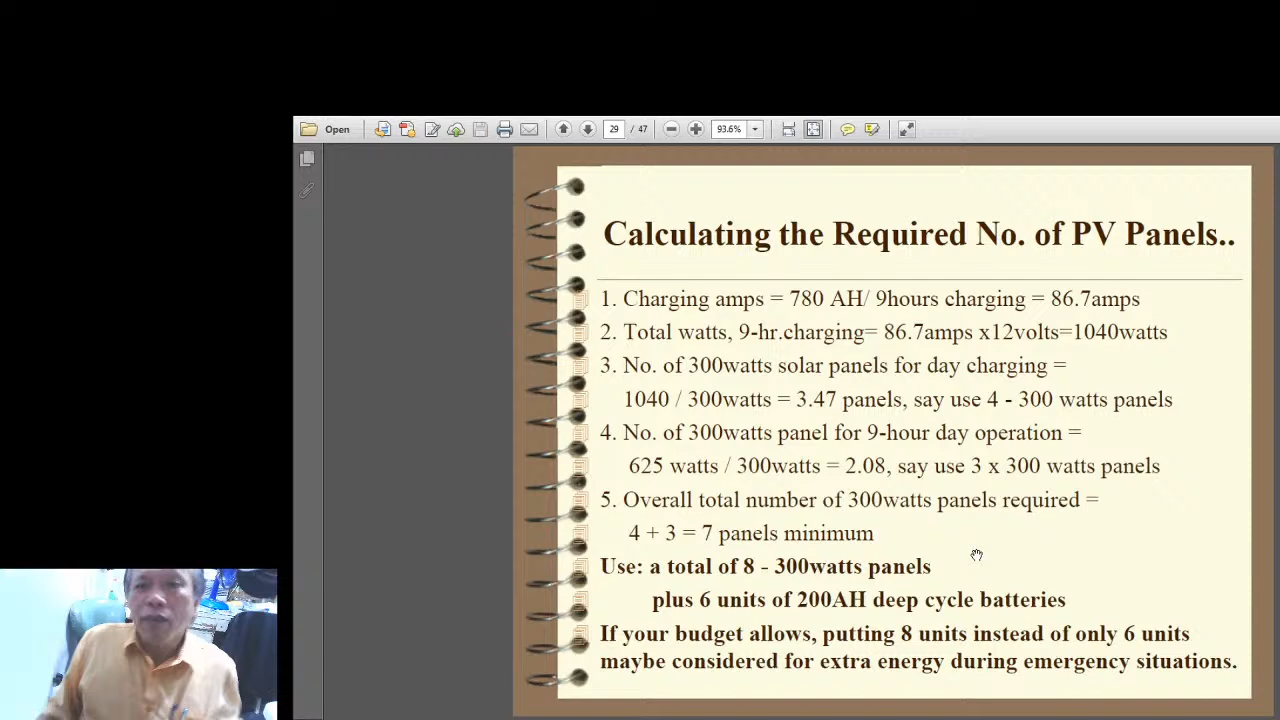 Open
29 / 47
93.6%
Calculating the Required No. of PV Panels..
1. Charging amps = 780 AH/ 9hours charging = 86.7amps
2. Total watts, 9-hr.charging= 86.7amps x12volts=1040watts
3. No. of 300watts solar panels for day charging =
1040 / 300watts = 3.47 panels, say use 4 - 300 watts panels
4. No. of 300watts panel for 9-hour day operation =
625 watts / 300watts = 2.08, say use 3 x 300 watts panels
5. Overall total number of 300watts panels required =
4 + 3 = 7 panels minimum
Use: a total of 8 - 300watts panels
plus 6 units of 200AH deep cycle batteries
If your budget allows, putting 8 units instead of only 6 units
maybe considered for extra energy during emergency situations.